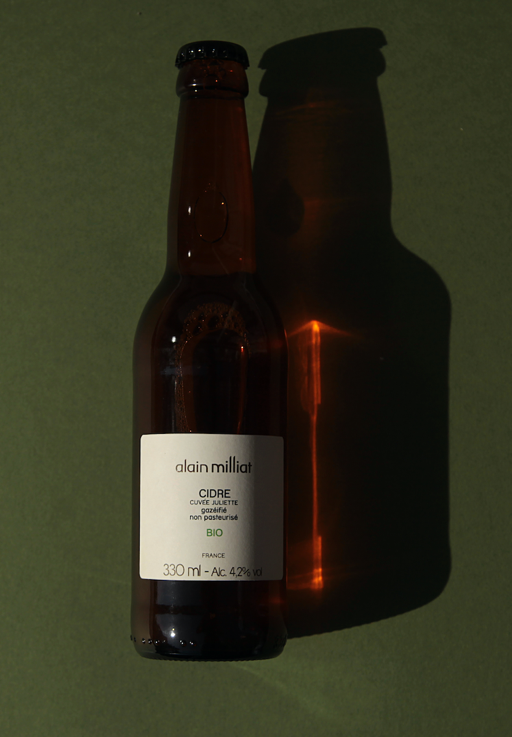 alain milliat
CIDRE
CUVÉE JULIETTE
gazéifié
non pasteurisé
BIO
FRANCE
330 ml - Alc. 4,2% vol